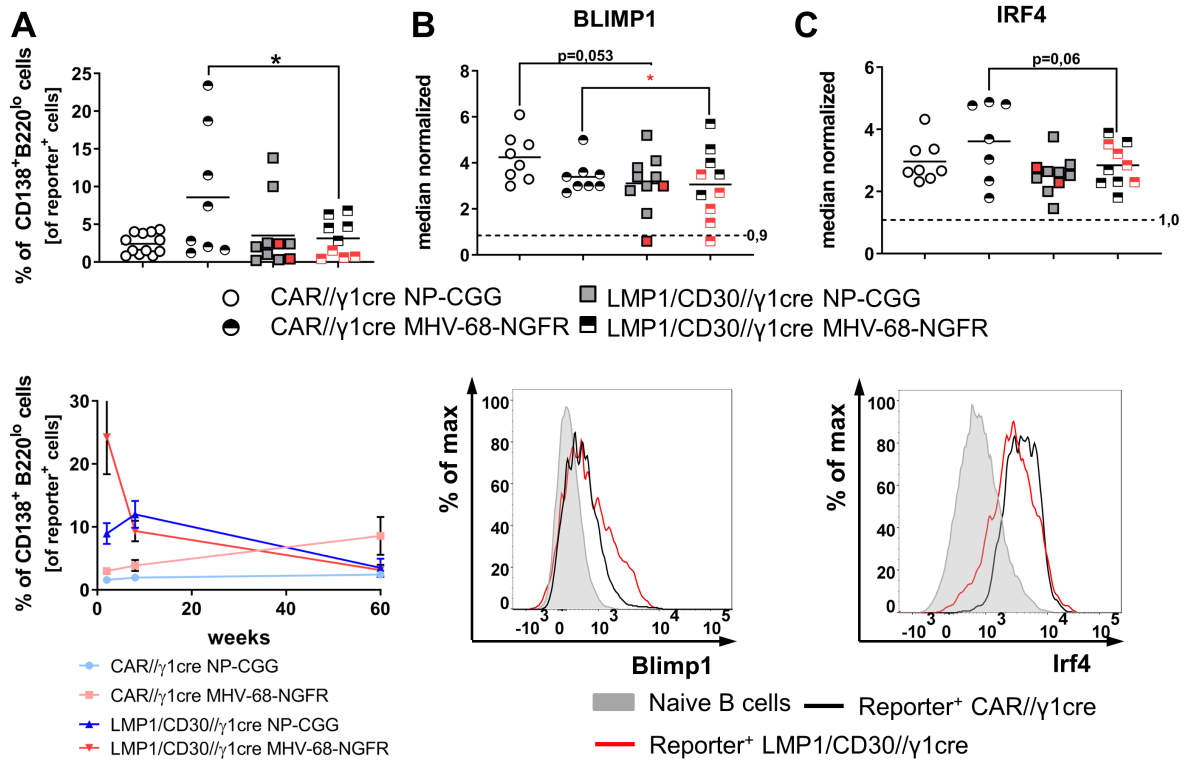 A
% of CD138⁺B220ˡᵒ cells
[of reporter⁺ cells]
25
20
15
10
5
0
*
B
BLIMP1
median normalized
8
6
4
2
0
p=0,053
*
0,9
C
IRF4
median normalized
6
4
2
0
p=0,06
1,0
CAR//γ1cre NP-CGG
LMP1/CD30//γ1cre NP-CGG
CAR//γ1cre MHV-68-NGFR
LMP1/CD30//γ1cre MHV-68-NGFR
% of CD138⁺ B220ˡᵒ cells
[of reporter⁺ cells]
30
20
10
0
0 20 40 60
weeks
CAR//γ1cre NP-CGG
CAR//γ1cre MHV-68-NGFR
LMP1/CD30//γ1cre NP-CGG
LMP1/CD30//γ1cre MHV-68-NGFR
% of max
100
80
60
40
20
0
-10³ 0 10³ 10⁴ 10⁵
Blimp1
% of max
100
80
60
40
20
0
-10³ 0 10³ 10⁴ 10⁵
Irf4
Naive B cells
Reporter⁺ CAR//γ1cre
Reporter⁺ LMP1/CD30//γ1cre